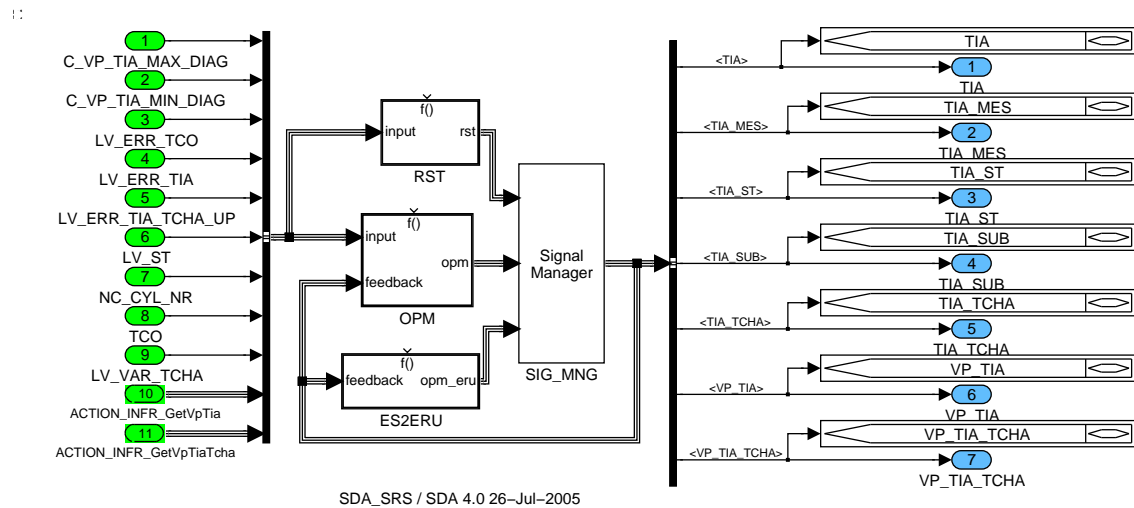 1
C_VP_TIA_MAX_DIAG
2
C_VP_TIA_MIN_DIAG
3
LV_ERR_TCO
4
LV_ERR_TIA
5
LV_ERR_TIA_TCHA_UP
6
LV_ST
7
NC_CYL_NR
8
TCO
9
LV_VAR_TCHA
10
ACTION_INFR_GetVpTia
11
ACTION_INFR_GetVpTiaTcha
f()
input rst
RST
f()
input
opm
feedback
OPM
f()
feedback opm_eru
ES2ERU
Signal
Manager
SIG_MNG
<TIA>
TIA
1
TIA
<TIA_MES>
TIA_MES
2
TIA_MES
<TIA_ST>
TIA_ST
3
TIA_ST
<TIA_SUB>
TIA_SUB
4
TIA_SUB
<TIA_TCHA>
TIA_TCHA
5
TIA_TCHA
<VP_TIA>
VP_TIA
6
VP_TIA
<VP_TIA_TCHA>
VP_TIA_TCHA
7
VP_TIA_TCHA
SDA_SRS / SDA 4.0 26−Jul−2005